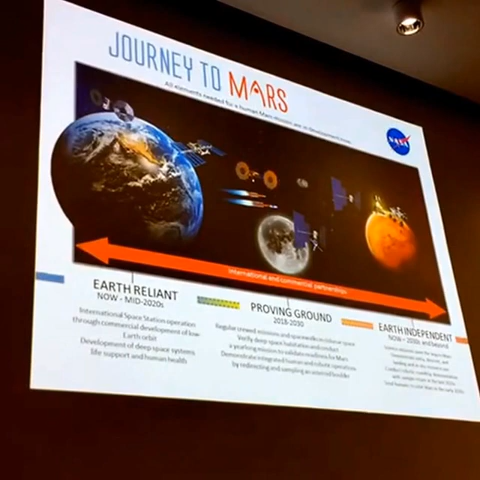 JOURNEY TO MARS
All elements needed for a human Mars mission are in development now
NASA
International and commercial partnerships
EARTH RELIANT
NOW - MID-2020s
International Space Station operation
through commercial development of low-
Earth orbit
Development of deep space systems,
life support and human health
PROVING GROUND
2018-2030
Regular crewed missions and spacewalks in cislunar space
Verify deep space habitation and conduct
a yearlong mission to validate readiness for Mars
Demonstrate integrated human and robotic operations
by redirecting and sampling an asteroid boulder
EARTH INDEPENDENT
NOW - 2030s and beyond